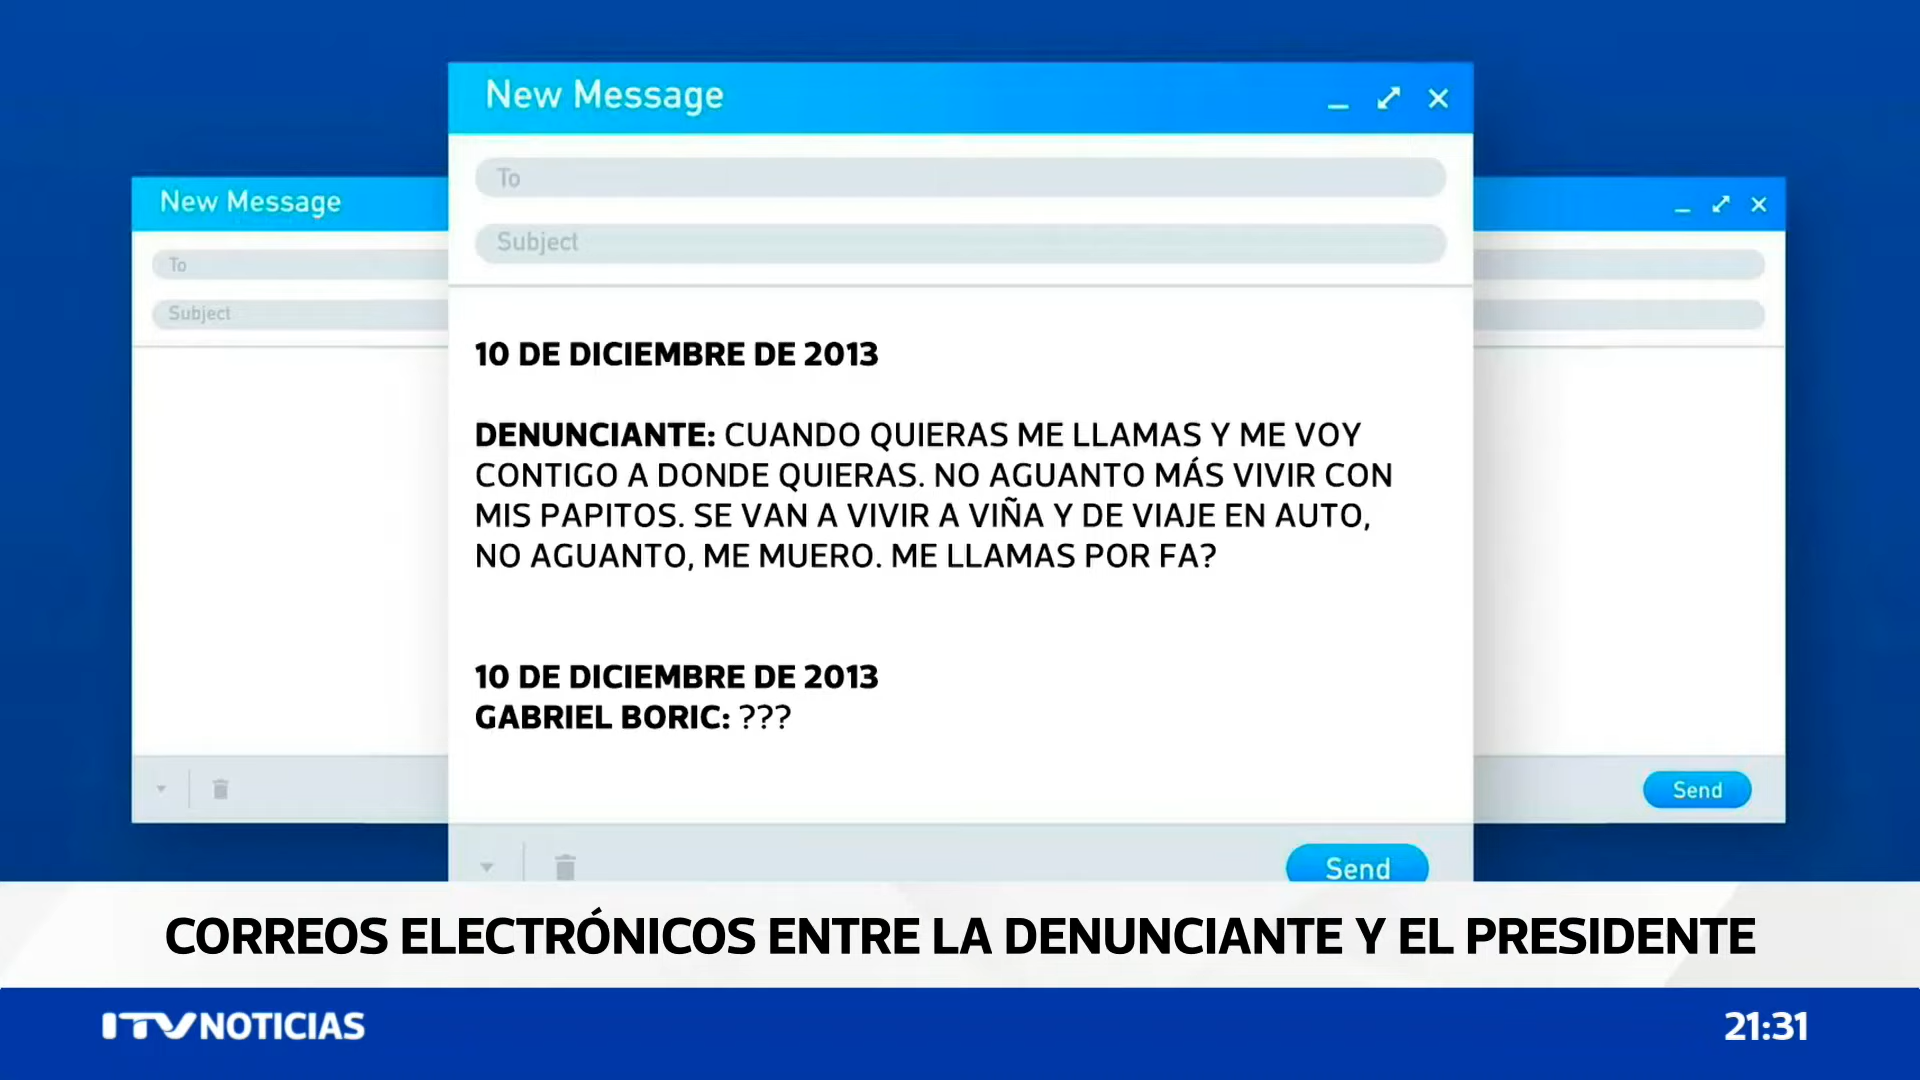 New Message
To
Subject
New Message
To
Subject
10 DE DICIEMBRE DE 2013
DENUNCIANTE: CUANDO QUIERAS ME LLAMAS Y ME VOY
CONTIGO A DONDE QUIERAS. NO AGUANTO MÁS VIVIR CON
MIS PAPITOS. SE VAN A VIVIR A VIÑA Y DE VIAJE EN AUTO,
NO AGUANTO, ME MUERO. ME LLAMAS POR FA?
10 DE DICIEMBRE DE 2013
GABRIEL BORIC: ???
Send
Send
CORREOS ELECTRÓNICOS ENTRE LA DENUNCIANTE Y EL PRESIDENTE
ITV NOTICIAS
21:31